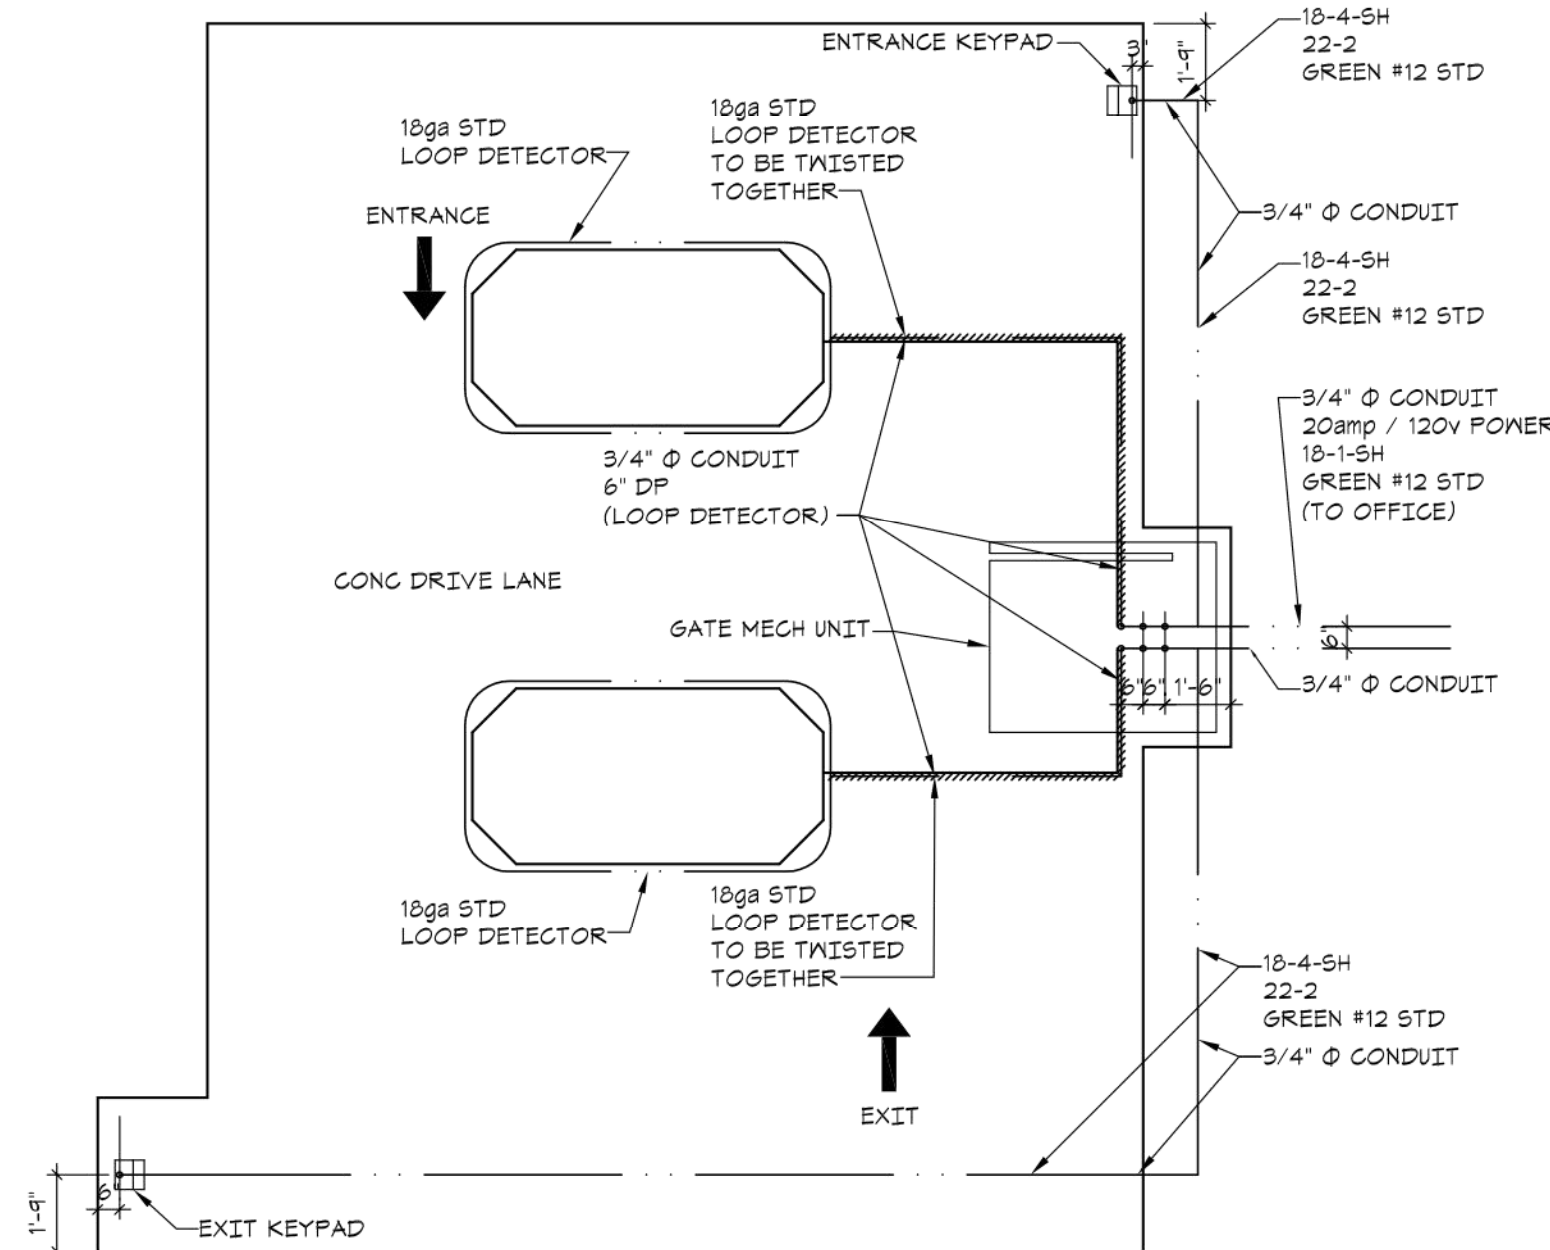 ENTRANCE KEYPAD
3"
1'-9"
18-4-SH
22-2
GREEN #12 STD
18ga STD
LOOP DETECTOR
18ga STD
LOOP DETECTOR
TO BE TWISTED
TOGETHER
ENTRANCE
3/4" Φ CONDUIT
18-4-SH
22-2
GREEN #12 STD
3/4" Φ CONDUIT
20amp / 120v POWER
18-1-SH
GREEN #12 STD
(TO OFFICE)
3/4" Φ CONDUIT
6" DP
(LOOP DETECTOR)
CONC DRIVE LANE
GATE MECH UNIT
6"
6"
6"
1'-6"
3/4" Φ CONDUIT
18ga STD
LOOP DETECTOR
18ga STD
LOOP DETECTOR
TO BE TWISTED
TOGETHER
18-4-SH
22-2
GREEN #12 STD
3/4" Φ CONDUIT
EXIT
1'-9"
6"
EXIT KEYPAD